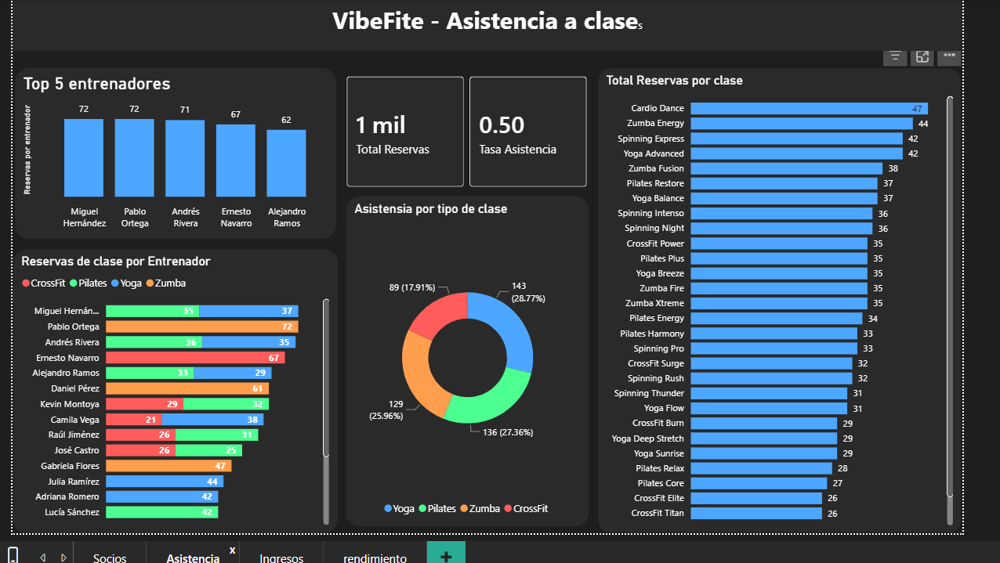 VibeFite - Asistencia a clases
Top 5 entrenadores
Reservas por entrenador
72
72
71
67
62
Miguel
Hernández
Pablo
Ortega
Andrés
Rivera
Ernesto
Navarro
Alejandro
Ramos
1 mil
Total Reservas
0.50
Tasa Asistencia
Reservas de clase por Entrenador
CrossFit Pilates Yoga Zumba
Miguel Hernán... 35 37
Pablo Ortega 72
Andrés Rivera 36 35
Ernesto Navarro 67
Alejandro Ramos 33 29
Daniel Pérez 61
Kevin Montoya 29 32
Camila Vega 21 38
Raúl Jiménez 26 31
José Castro 26 25
Gabriela Flores 47
Julia Ramírez 44
Adriana Romero 42
Lucía Sánchez 42
Asistensia por tipo de clase
89 (17.91%)
143
(28.77%)
129
(25.96%)
136 (27.36%)
Yoga Pilates Zumba CrossFit
Total Reservas por clase
Cardio Dance 47
Zumba Energy 44
Spinning Express 42
Yoga Advanced 42
Zumba Fusion 38
Pilates Restore 37
Yoga Balance 37
Spinning Intenso 36
Spinning Night 36
CrossFit Power 35
Pilates Plus 35
Yoga Breeze 35
Zumba Fire 35
Zumba Xtreme 35
Pilates Energy 34
Pilates Harmony 33
Spinning Pro 33
CrossFit Surge 32
Spinning Rush 32
Spinning Thunder 31
Yoga Flow 31
CrossFit Burn 29
Yoga Deep Stretch 29
Yoga Sunrise 29
Pilates Relax 28
Pilates Core 27
CrossFit Elite 26
CrossFit Titan 26
Socios
Asistencia x
Ingresos
rendimiento
+